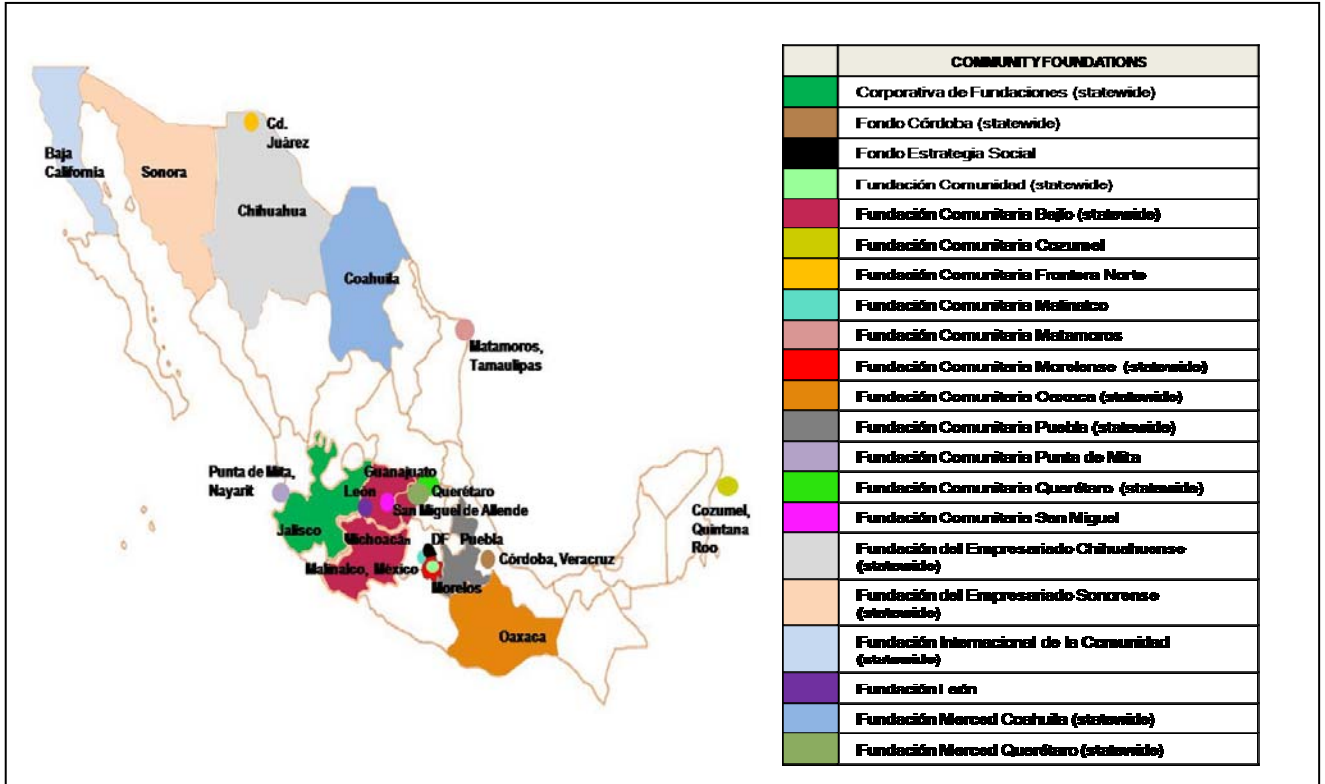 Cd.
Juàrez
Baja
California
Sonora
Chihuahua
Coahuila
Matamoros,
Tamaulipas
Punta de Mita,
Nayarit
Guanajuato
León
Querétaro
San Miguel de Allende
Cozumel,
Quintana
Roo
Jalisco
Michoacán
DF
Puebla
Malinalco, México
Córdoba, Veracruz
Morelos
Oaxaca
COMMUNITY FOUNDATIONS
Corporativa de Fundaciones (statewide)
Fondo Córdoba (statewide)
Fondo Estrategia Social
Fundación Comunidad (statewide)
Fundación Comunitaria Bajío (statewide)
Fundación Comunitaria Cozumel
Fundación Comunitaria Frontera Norte
Fundación Comunitaria Malinalco
Fundación Comunitaria Matamoros
Fundación Comunitaria Morelense (statewide)
Fundación Comunitaria Oaxaca (statewide)
Fundación Comunitaria Puebla (statewide)
Fundación Comunitaria Punta de Mita
Fundación Comunitaria Querétaro (statewide)
Fundación Comunitaria San Miguel
Fundación del Empresariado Chihuahuense
(statewide)
Fundación del Empresariado Sonorense
(statewide)
Fundación Internacional de la Comunidad
(statewide)
Fundación León
Fundación Merced Coahuila (statewide)
Fundación Merced Querétaro (statewide)